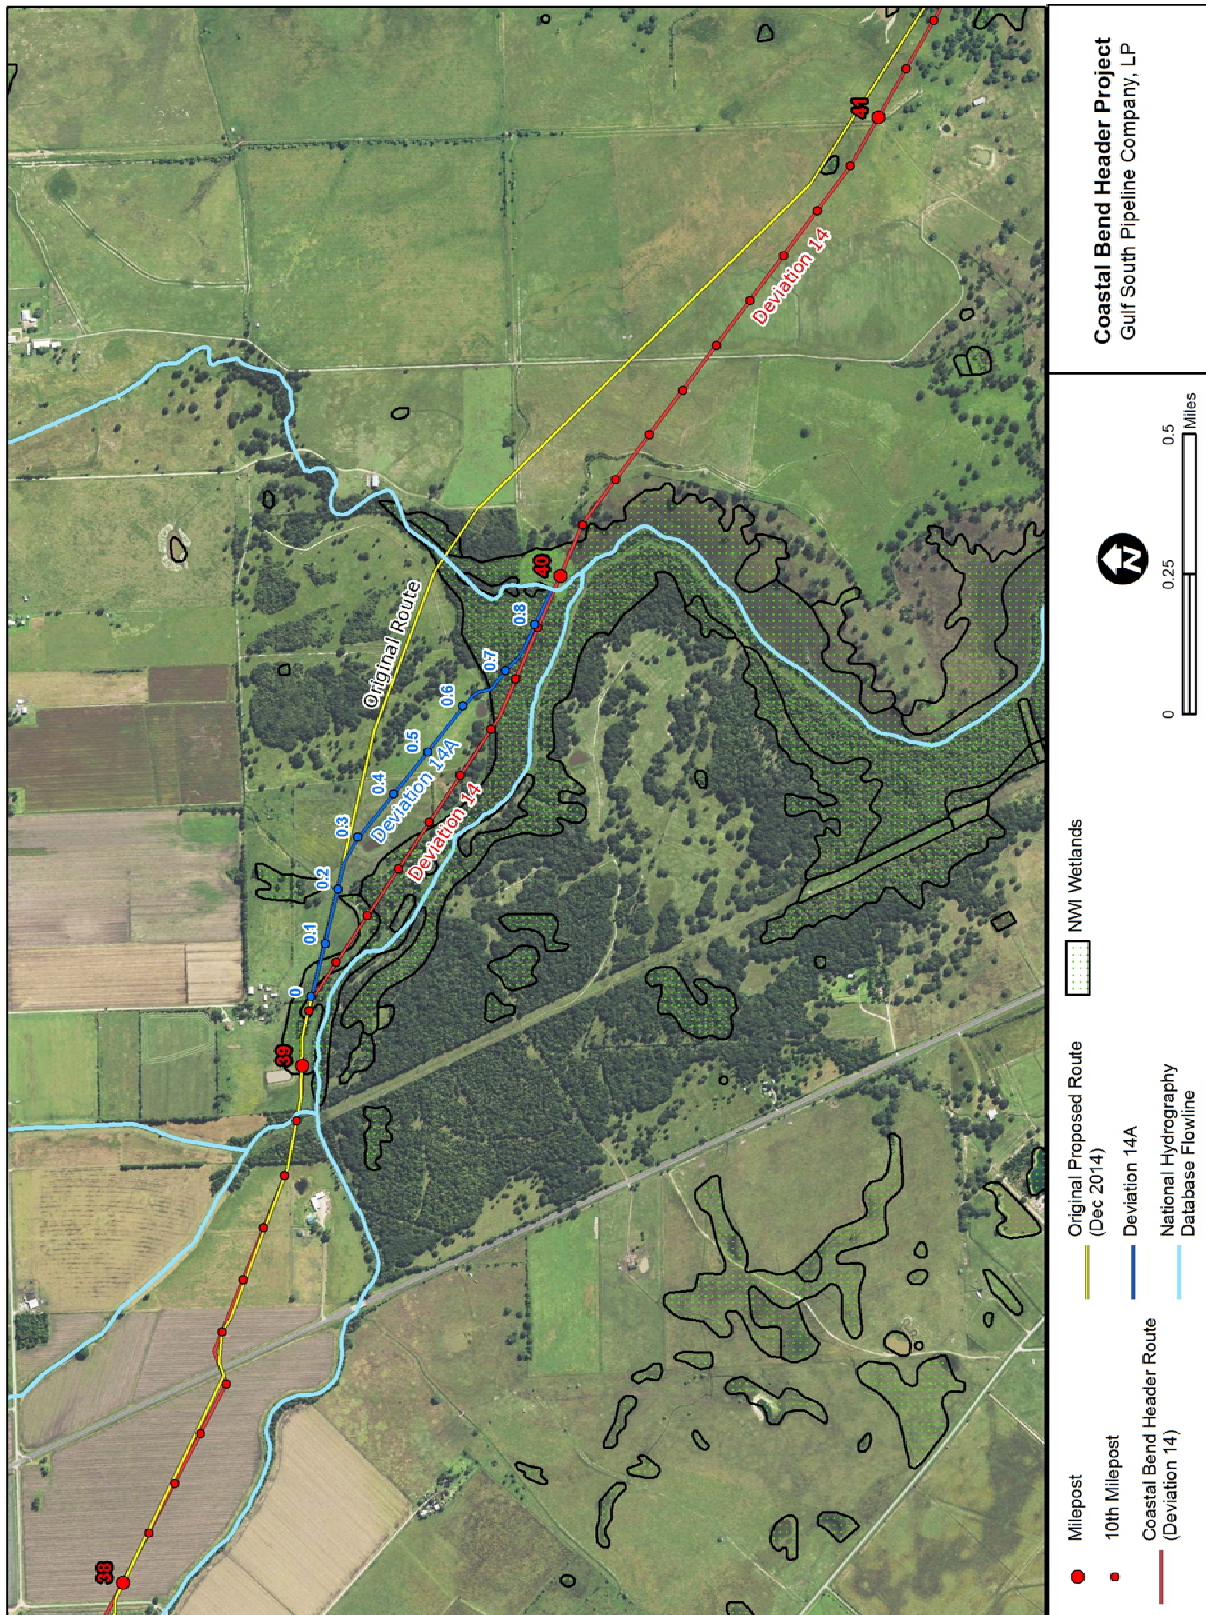 38
39
40
41
0
0.1
0.2
0.3
0.4
0.5
0.6
0.7
0.8
Original Route
Deviation 14A
Deviation 14
Deviation 14
Milepost
10th Milepost
Coastal Bend Header Route
(Deviation 14)
Original Proposed Route
(Dec 2014)
Deviation 14A
National Hydrography
Database Flowline
NWI Wetlands
N
0
0.25
0.5
Miles
Coastal Bend Header Project
Gulf South Pipeline Company, LP